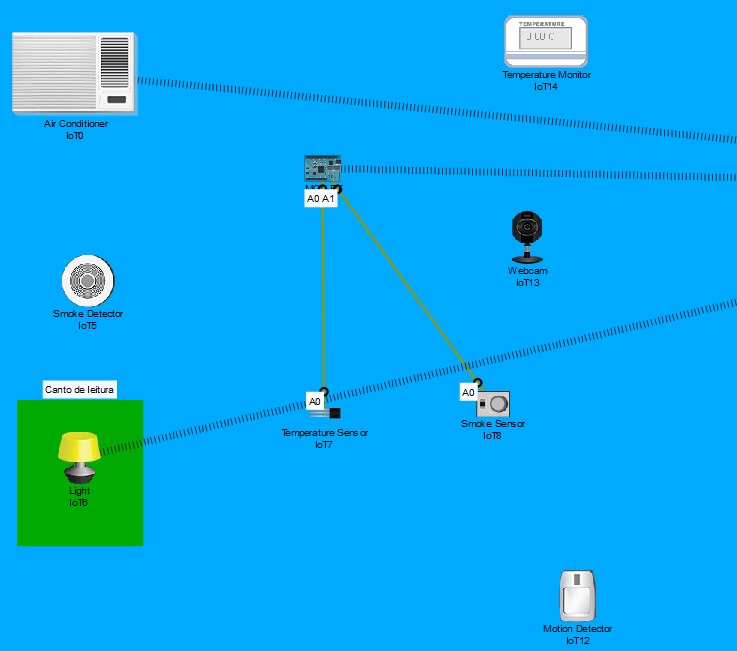 TEMPERATURE
Temperature Monitor
IoT14
Air Conditioner
IoT0
A0 A1
Webcam
IoT13
Smoke Detector
IoT5
Canto de leitura
A0
A0
Temperature Sensor
IoT7
Smoke Sensor
IoT8
Light
IoT6
Motion Detector
IoT12